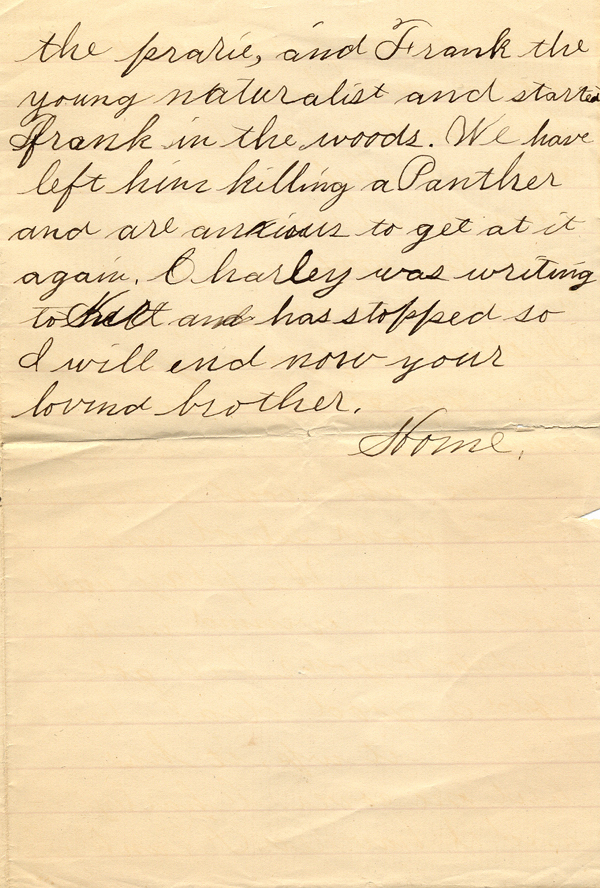 the prarie, and Frank the
young naturalist and started
frank in the woods. We have
left him killing a Panther
and are anxious to get at it
again. Charley was writing
to and has stopped so
I will end now your
lovind brother.
Home.